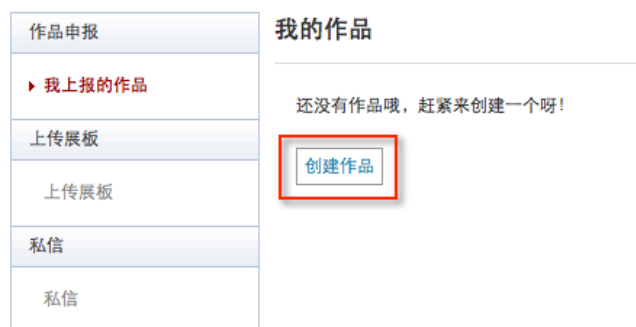 作品申报
我上报的作品
上传展板
上传展板
私信
私信
我的作品
还没有作品哦，赶紧来创建一个呀！
创建作品